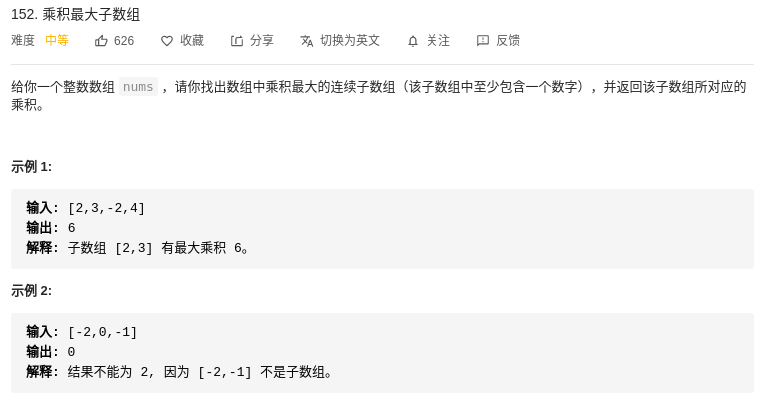 152. 乘积最大子数组
难度 中等 626 收藏 分享 切换为英文 关注 反馈
给你一个整数数组 nums ，请你找出数组中乘积最大的连续子数组（该子数组中至少包含一个数字），并返回该子数组所对应的
乘积。
示例 1:
输入: [2,3,-2,4]
输出: 6
解释: 子数组 [2,3] 有最大乘积 6。
示例 2:
输入: [-2,0,-1]
输出: 0
解释: 结果不能为 2, 因为 [-2,-1] 不是子数组。